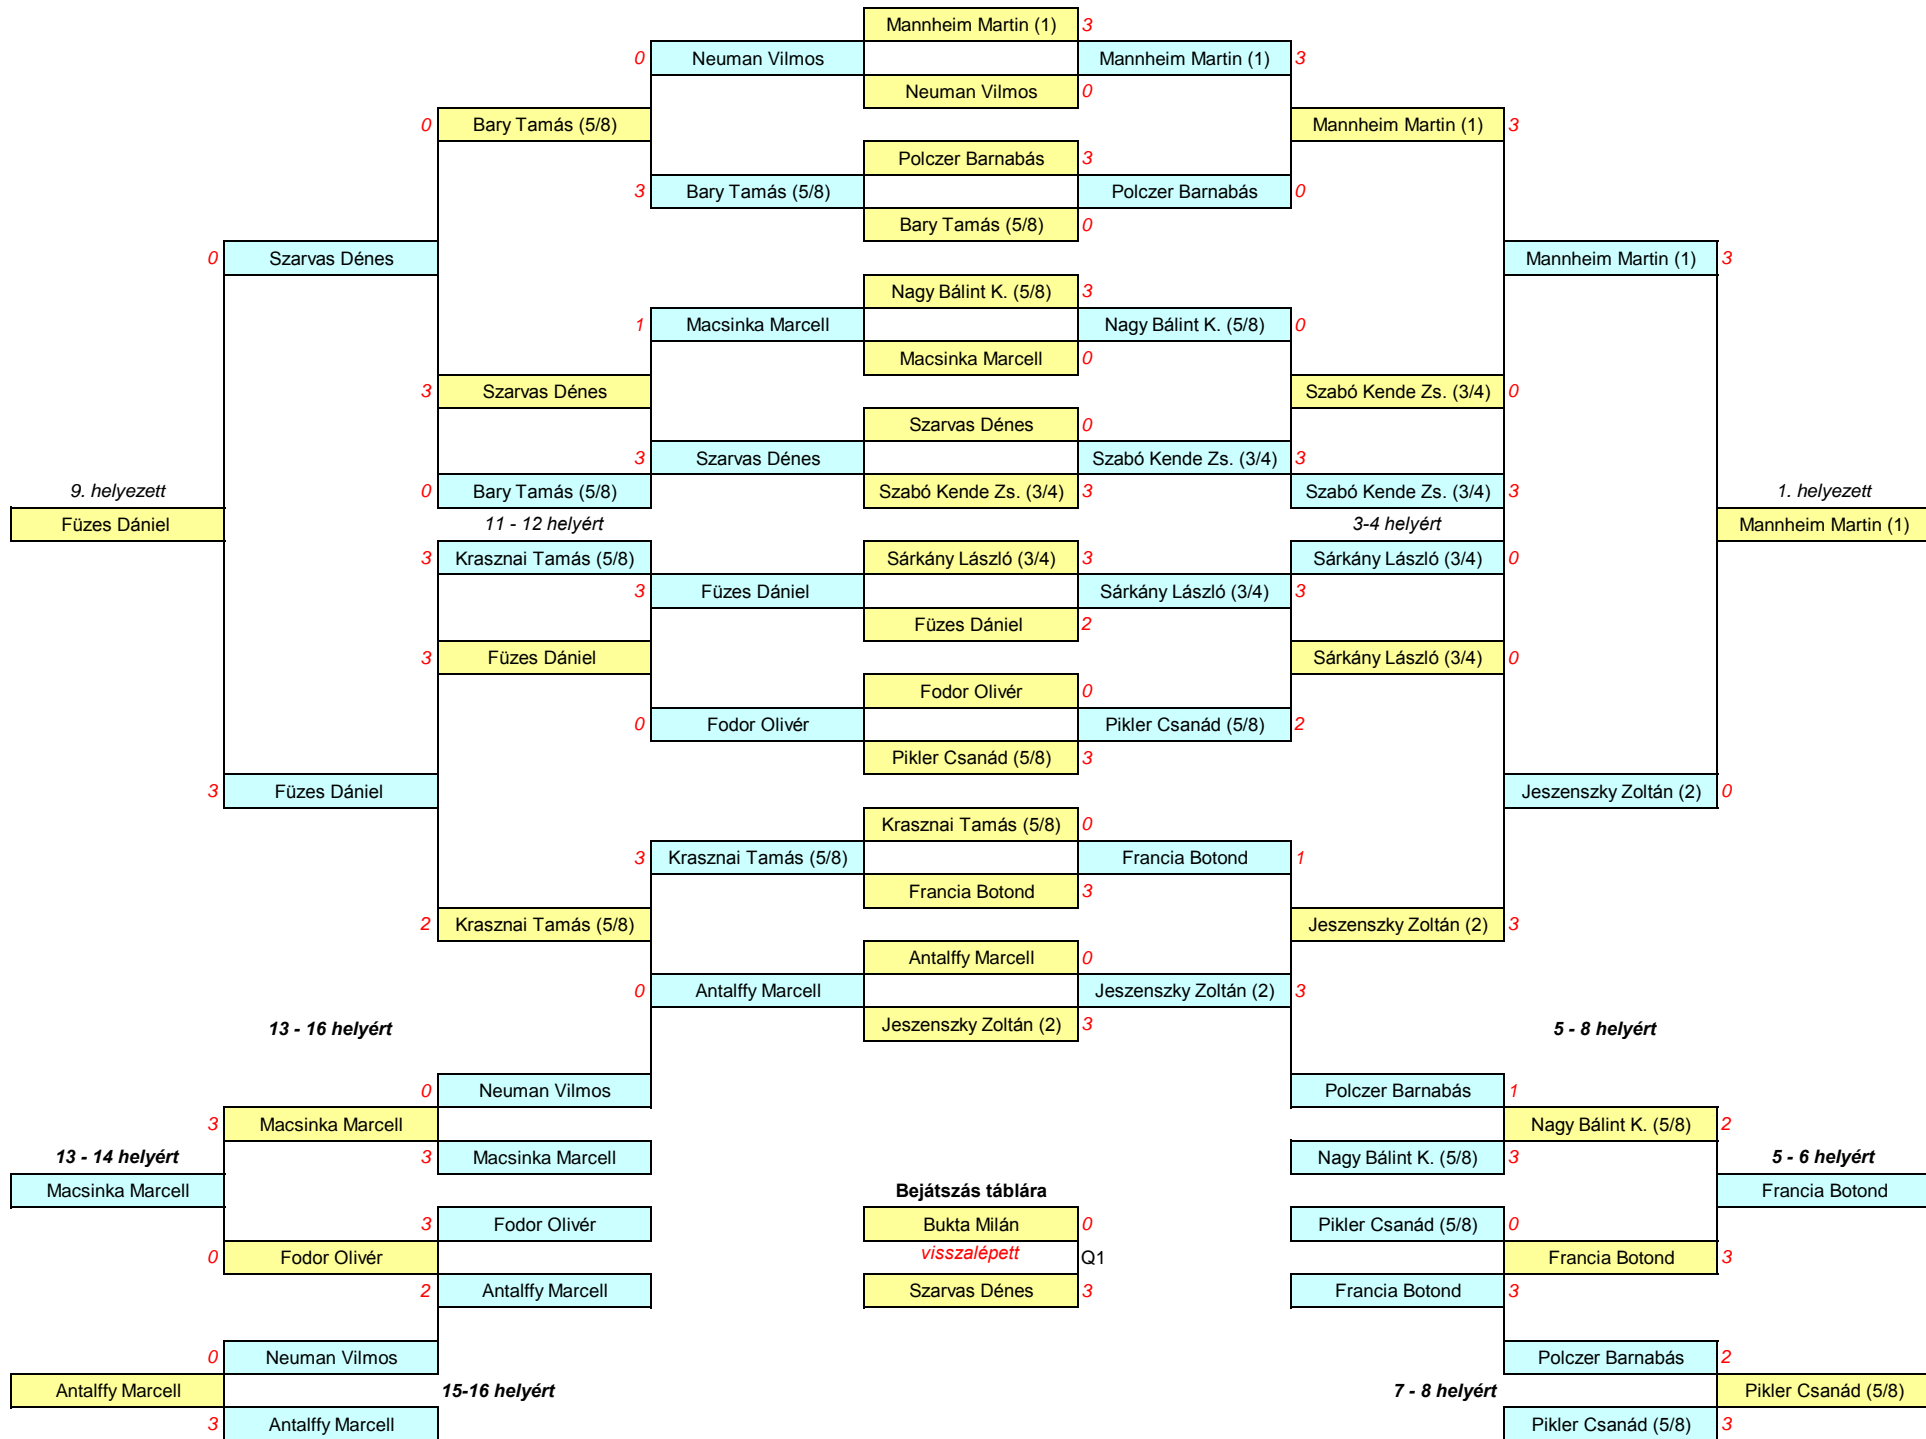 Mannheim Martin (1) 3
0 Neuman Vilmos Mannheim Martin (1) 3
Neuman Vilmos 0
0 Bary Tamás (5/8) Mannheim Martin (1) 3
Polczer Barnabás 3
3 Bary Tamás (5/8) Polczer Barnabás 0
Bary Tamás (5/8) 0
0 Szarvas Dénes Mannheim Martin (1) 3
Nagy Bálint K. (5/8) 3
1 Macsinka Marcell Nagy Bálint K. (5/8) 0
Macsinka Marcell 0
3 Szarvas Dénes Szabó Kende Zs. (3/4) 0
Szarvas Dénes 0
3 Szarvas Dénes Szabó Kende Zs. (3/4) 3
9. helyezett 0 Bary Tamás (5/8) Szabó Kende Zs. (3/4) 3 Szabó Kende Zs. (3/4) 3 1. helyezett
Füzes Dániel 11 - 12 helyért 3-4 helyért Mannheim Martin (1)
3 Krasznai Tamás (5/8) Sárkány László (3/4) 3 Sárkány László (3/4) 0
3 Füzes Dániel Sárkány László (3/4) 3
Füzes Dániel 2
3 Füzes Dániel Sárkány László (3/4) 0
Fodor Olivér 0
0 Fodor Olivér Pikler Csanád (5/8) 2
Pikler Csanád (5/8) 3
3 Füzes Dániel Jeszenszky Zoltán (2) 0
Krasznai Tamás (5/8) 0
3 Krasznai Tamás (5/8) Francia Botond 1
Francia Botond 3
2 Krasznai Tamás (5/8) Jeszenszky Zoltán (2) 3
Antalffy Marcell 0
0 Antalffy Marcell Jeszenszky Zoltán (2) 3
13 - 16 helyért Jeszenszky Zoltán (2) 3 5 - 8 helyért
0 Neuman Vilmos Polczer Barnabás 1
3 Macsinka Marcell Nagy Bálint K. (5/8) 2
13 - 14 helyért 3 Macsinka Marcell Nagy Bálint K. (5/8) 3 5 - 6 helyért
Macsinka Marcell Bejátszás táblára Francia Botond
3 Fodor Olivér Bukta Milán 0 Pikler Csanád (5/8) 0
0 Fodor Olivér visszalépett Q1 Francia Botond 3
2 Antalffy Marcell Szarvas Dénes 3 Francia Botond 3
0 Neuman Vilmos Polczer Barnabás 2
Antalffy Marcell 15-16 helyért 7 - 8 helyért Pikler Csanád (5/8)
3 Antalffy Marcell Pikler Csanád (5/8) 3